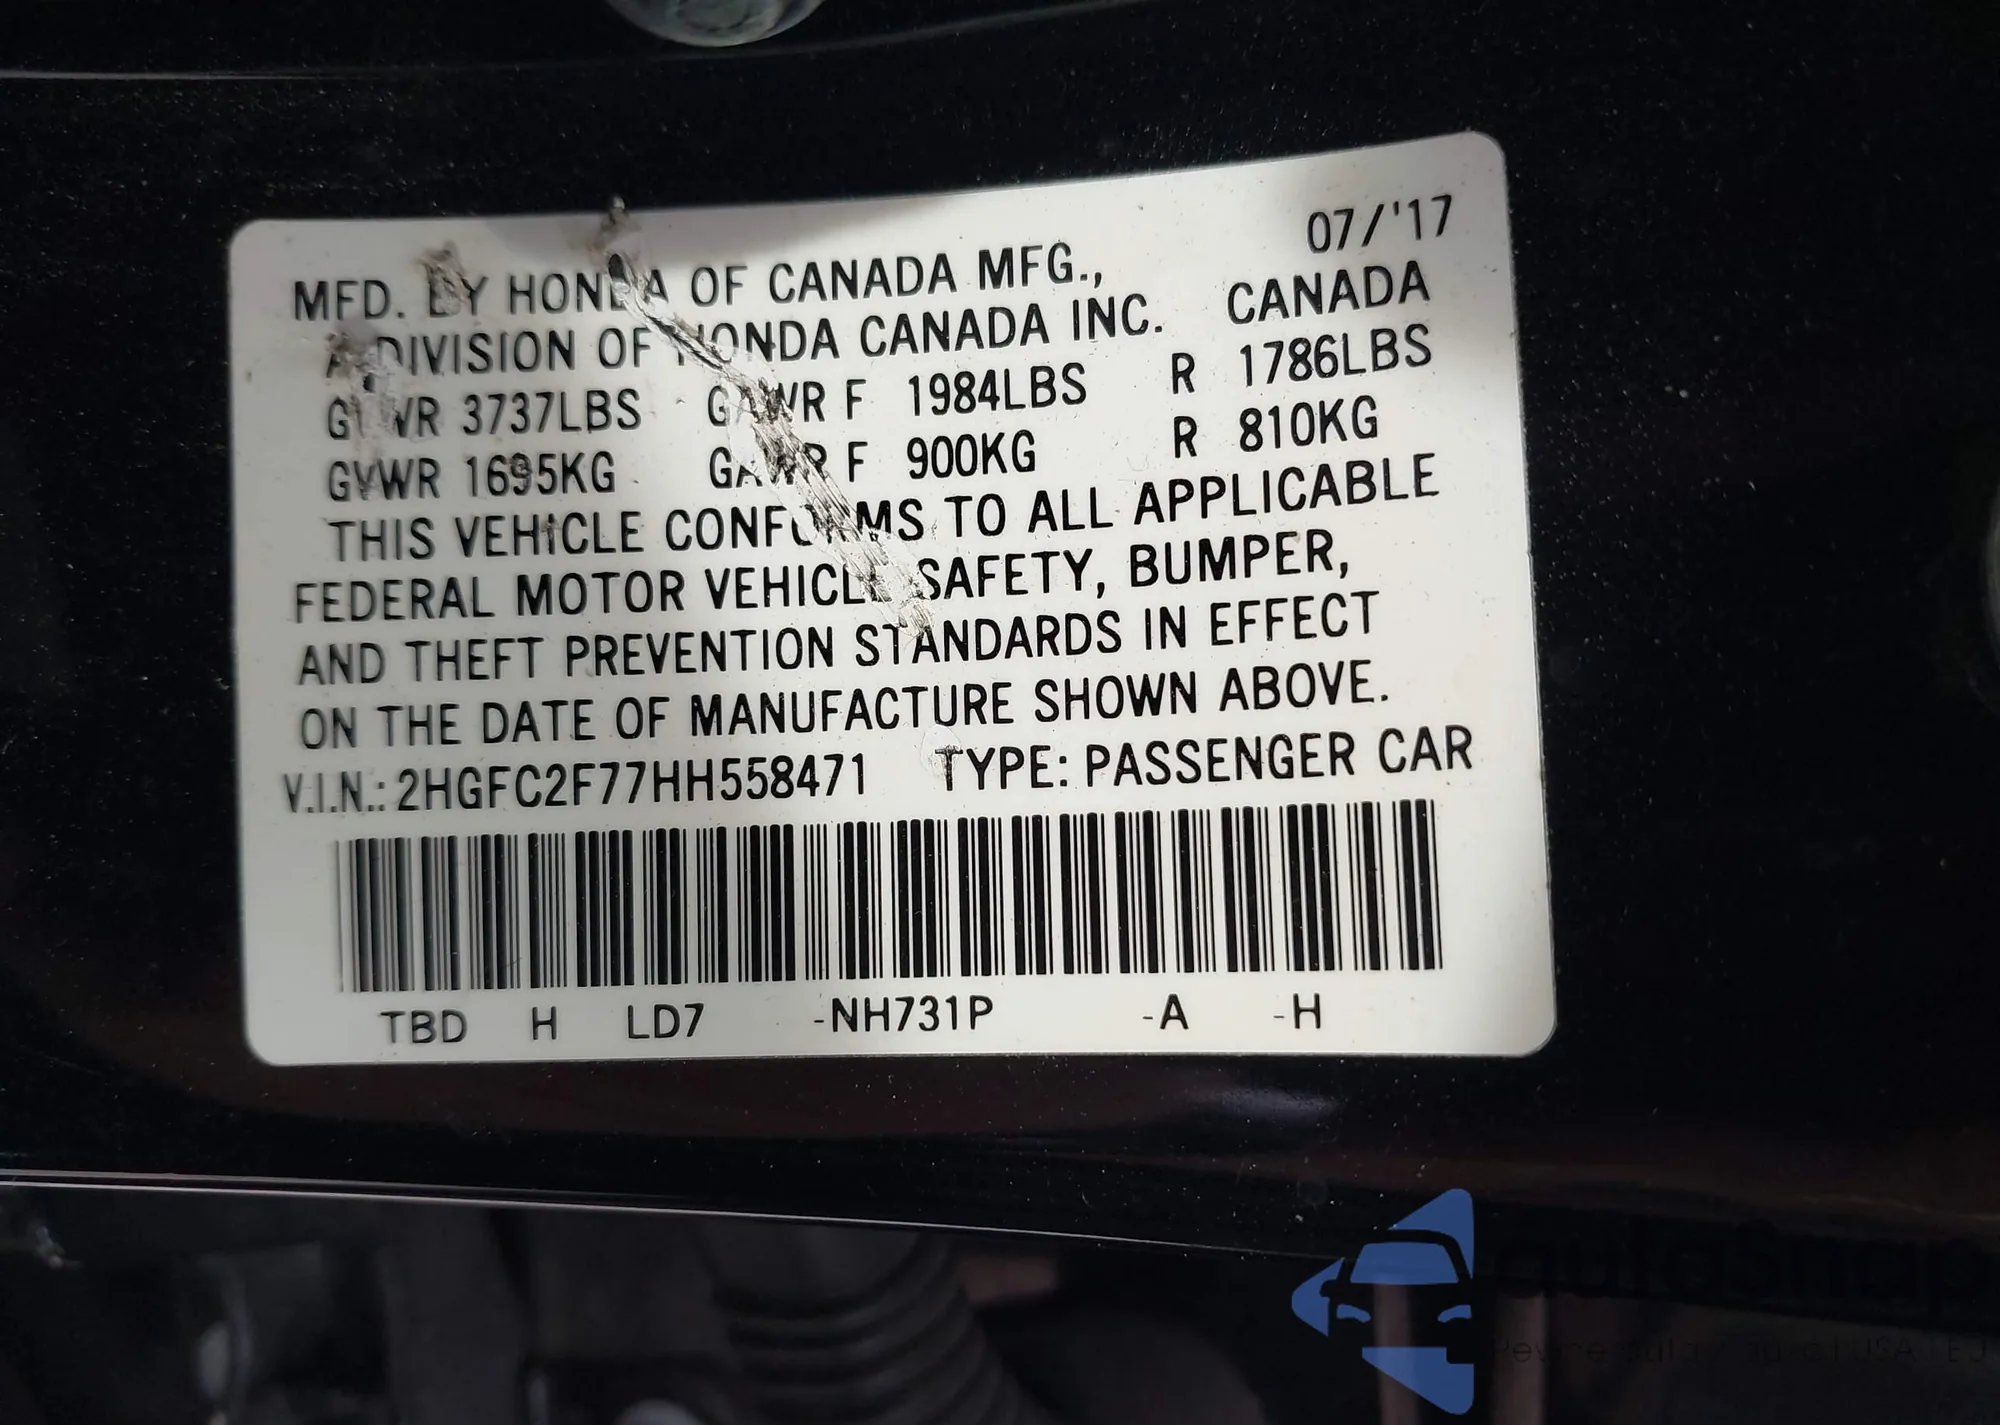 07/'17
MFD. BY HONDA OF CANADA MFG.,
A DIVISION OF HONDA CANADA INC. CANADA
GVWR 3737LBS GAWR F 1984LBS R 1786LBS
GVWR 1695KG GAWR F 900KG R 810KG
THIS VEHICLE CONFORMS TO ALL APPLICABLE
FEDERAL MOTOR VEHICLE SAFETY, BUMPER,
AND THEFT PREVENTION STANDARDS IN EFFECT
ON THE DATE OF MANUFACTURE SHOWN ABOVE.
V.I.N.: 2HGFC2F77HH558471 TYPE: PASSENGER CAR
TBD H LD7 -NH731P -A -H